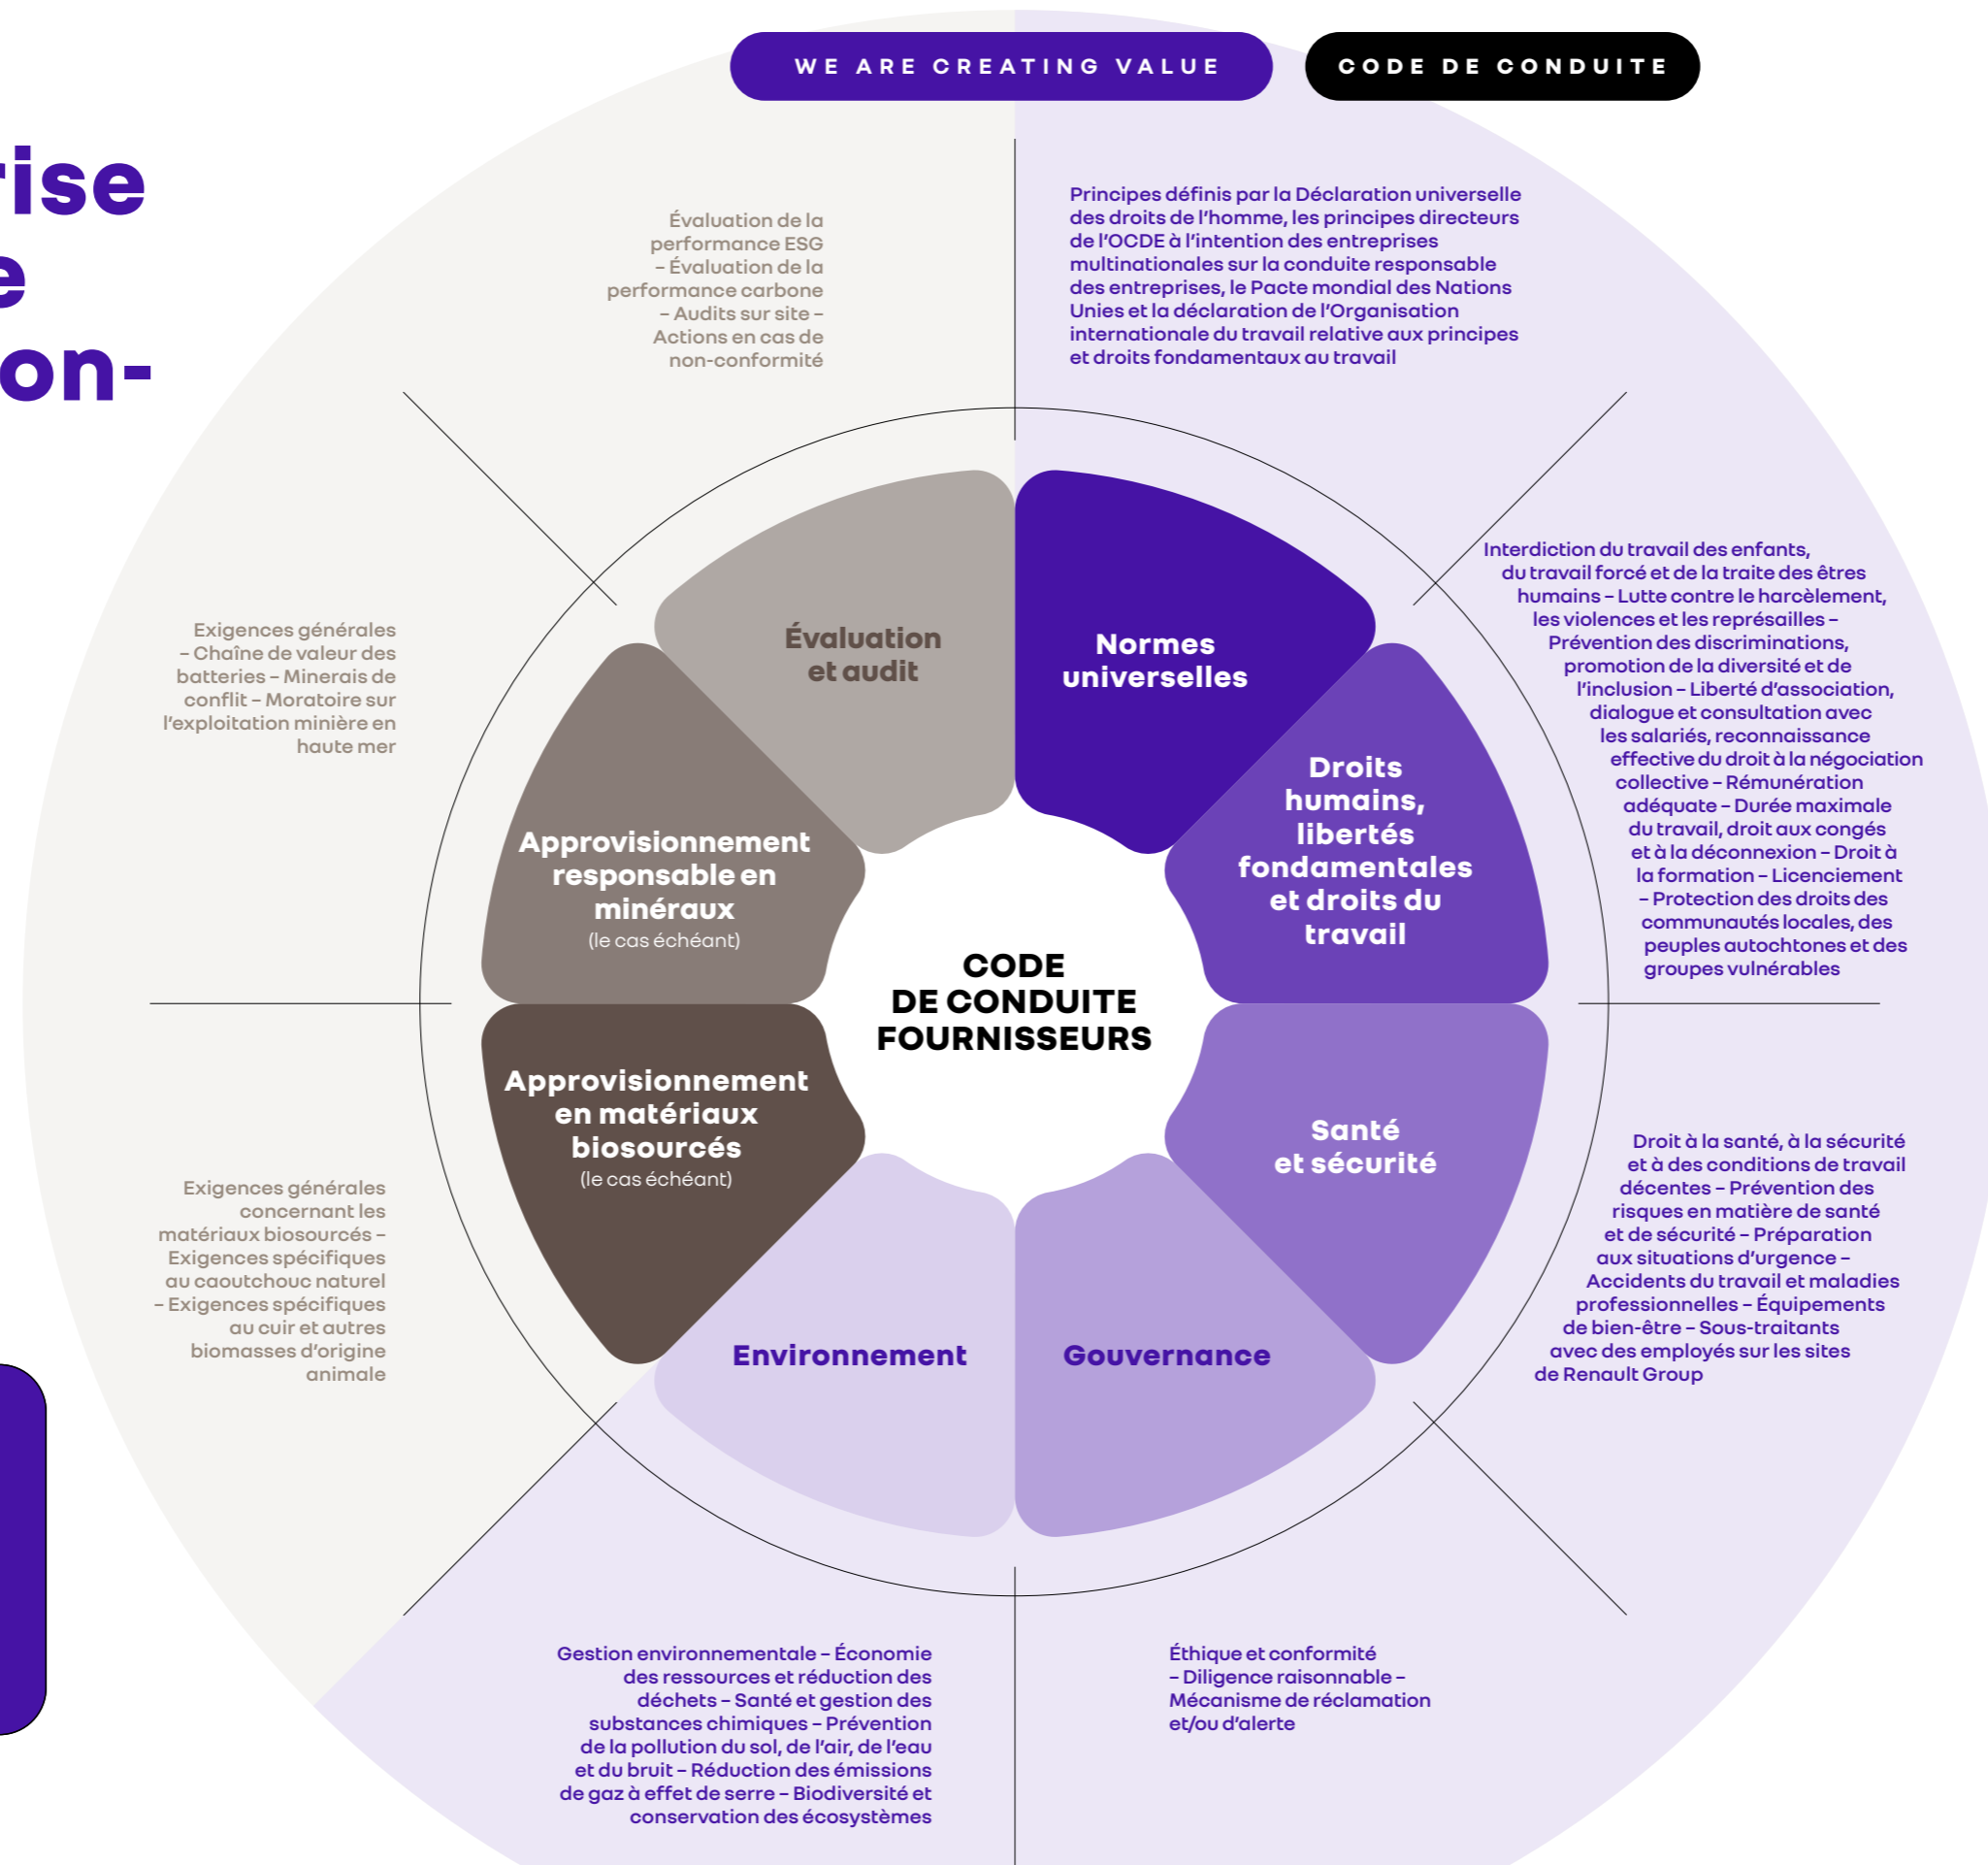 WE ARE CREATING VALUE
CODE DE CONDUITE
rise
e
on-
Principes définis par la Déclaration universelle
des droits de l'homme, les principes directeurs
de l'OCDE à l'intention des entreprises
multinationales sur la conduite responsable
des entreprises, le Pacte mondial des Nations
Unies et la déclaration de l'Organisation
internationale du travail relative aux principes
et droits fondamentaux au travail
Évaluation de la
performance ESG
– Évaluation de la
performance carbone
– Audits sur site –
Actions en cas de
non-conformité
Interdiction du travail des enfants,
du travail forcé et de la traite des êtres
humains – Lutte contre le harcèlement,
les violences et les représailles –
Prévention des discriminations,
promotion de la diversité et de
l'inclusion – Liberté d'association,
dialogue et consultation avec
les salariés, reconnaissance
effective du droit à la négociation
collective – Rémunération
adéquate – Durée maximale
du travail, droit aux congés
et à la déconnexion – Droit à
la formation – Licenciement
– Protection des droits des
communautés locales, des
peuples autochtones et des
groupes vulnérables
Exigences générales
– Chaîne de valeur des
batteries – Minerais de
conflit – Moratoire sur
l'exploitation minière en
haute mer
Évaluation
et audit
Normes
universelles
Droits
humains,
libertés
fondamentales
et droits du
travail
Approvisionnement
responsable en
minéraux
(le cas échéant)
CODE
DE CONDUITE
FOURNISSEURS
Approvisionnement
en matériaux
biosourcés
(le cas échéant)
Santé
et sécurité
Environnement
Gouvernance
Droit à la santé, à la sécurité
et à des conditions de travail
décentes – Prévention des
risques en matière de santé
et de sécurité – Préparation
aux situations d'urgence –
Accidents du travail et maladies
professionnelles – Équipements
de bien-être – Sous-traitants
avec des employés sur les sites
de Renault Group
Exigences générales
concernant les
matériaux biosourcés –
Exigences spécifiques
au caoutchouc naturel
– Exigences spécifiques
au cuir et autres
biomasses d'origine
animale
Gestion environnementale – Économie
des ressources et réduction des
déchets – Santé et gestion des
substances chimiques – Prévention
de la pollution du sol, de l'air, de l'eau
et du bruit – Réduction des émissions
de gaz à effet de serre – Biodiversité et
conservation des écosystèmes
Éthique et conformité
– Diligence raisonnable –
Mécanisme de réclamation
et/ou d'alerte